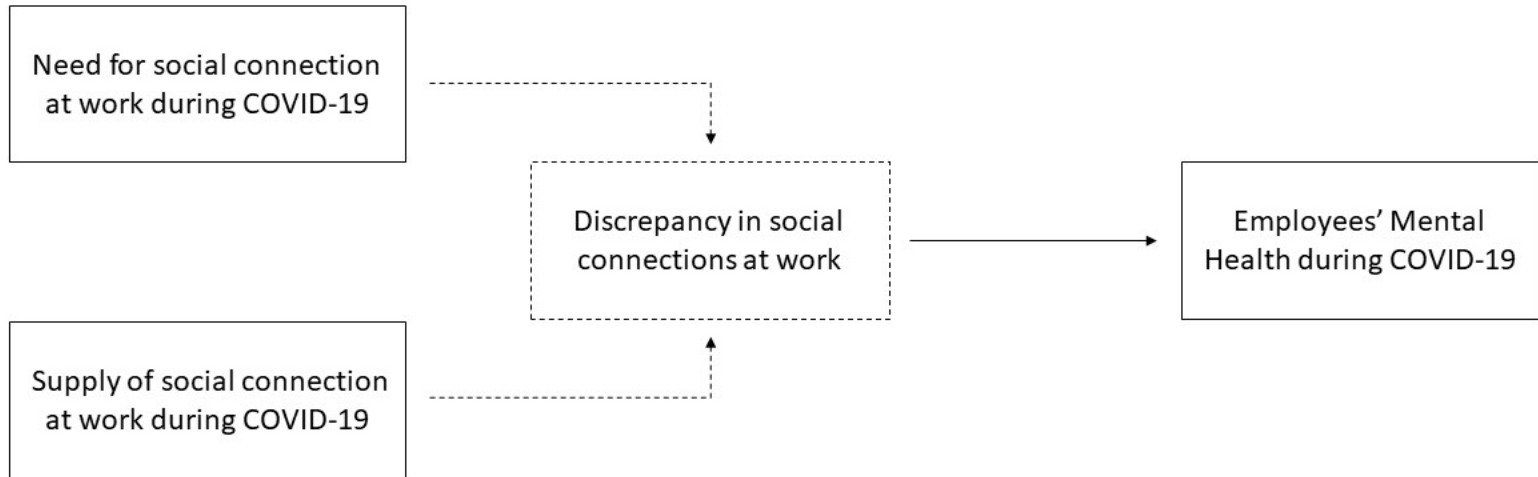 Need for social connection
at work during COVID-19
Discrepancy in social
connections at work
Employees’ Mental
Health during COVID-19
Supply of social connection
at work during COVID-19